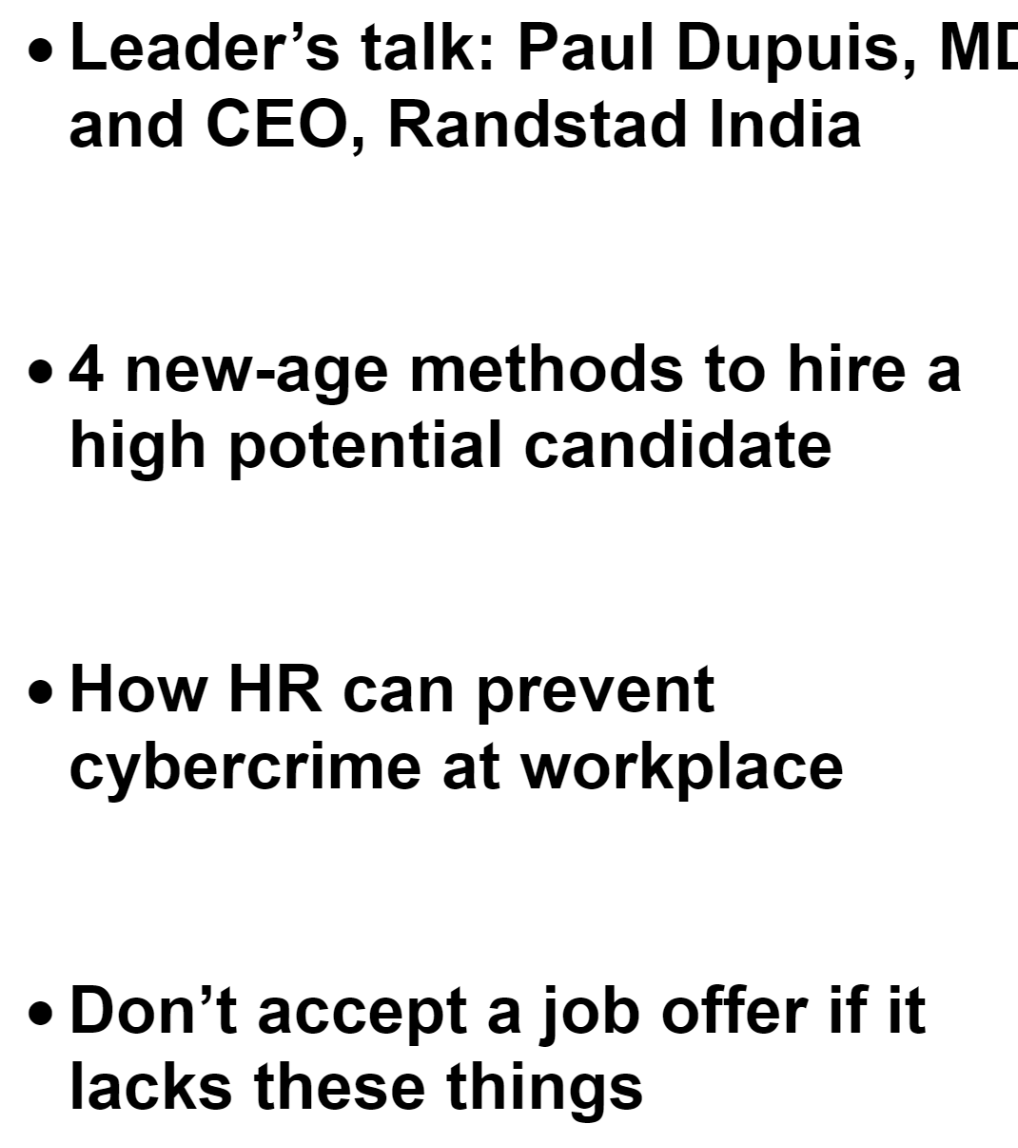 • Leader’s talk: Paul Dupuis, MD
and CEO, Randstad India
• 4 new-age methods to hire a
high potential candidate
• How HR can prevent
cybercrime at workplace
• Don’t accept a job offer if it
lacks these things